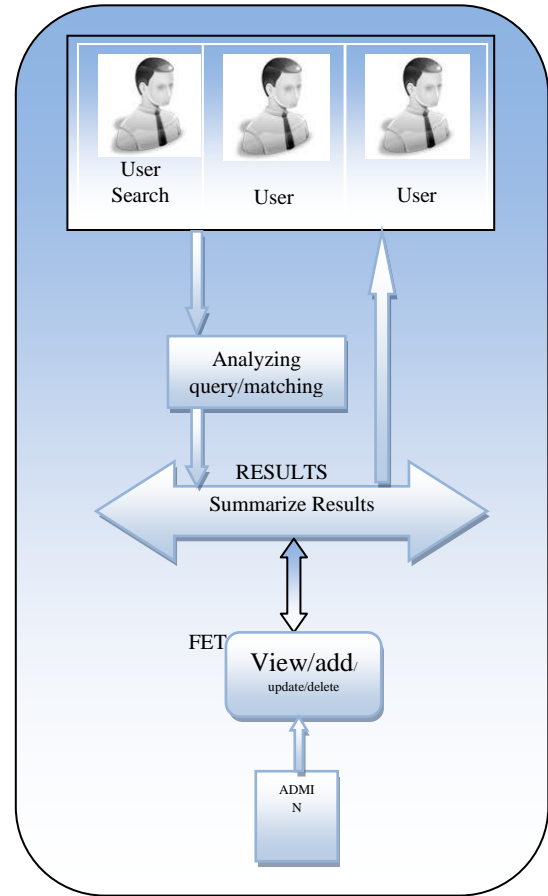 User
Search
User
User
Analyzing
query/matching
RESULTS
Summarize Results
FET
View/add/
update/delete
ADMI
N